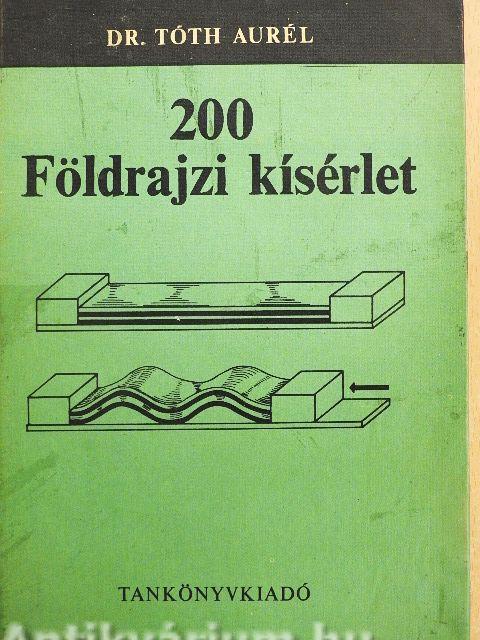 DR. TÓTH AURÉL
200
Földrajzi kísérlet
TANKÖNYVKIADÓ
Antikvárium.hu